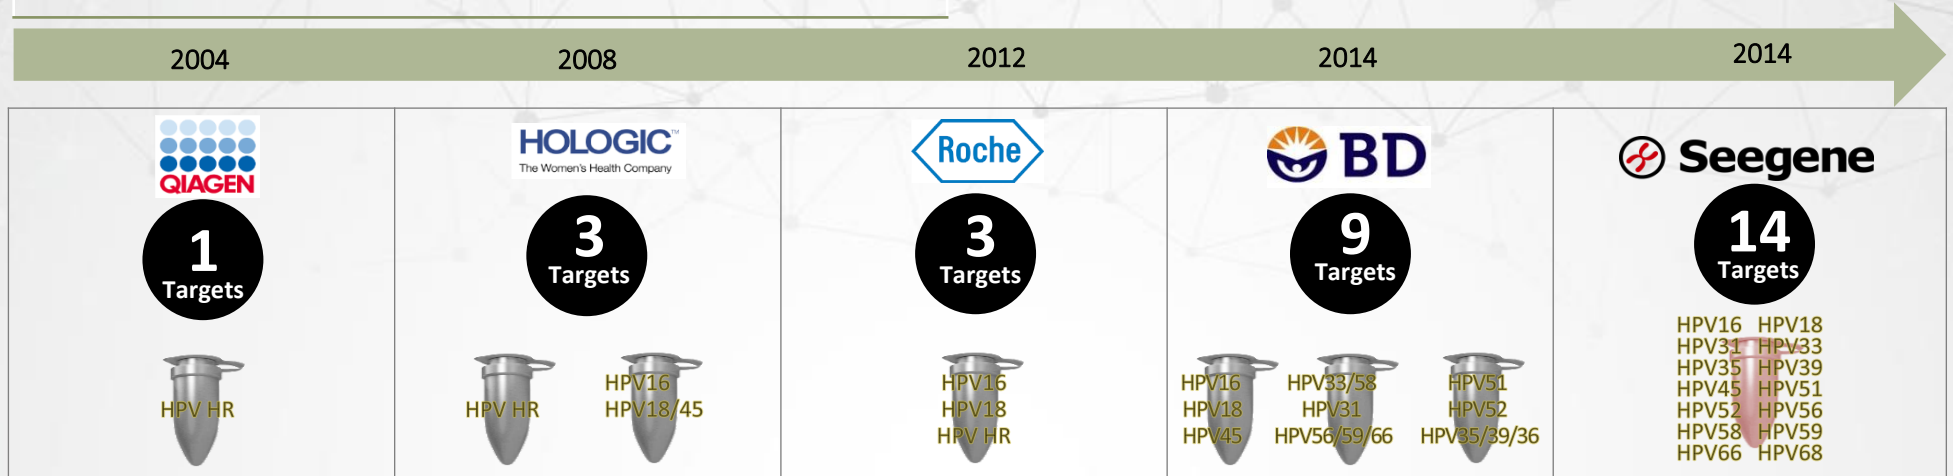 2004
2008
2012
2014
2014
QIAGEN
HOLOGIC™
The Women's Health Company
Roche
BD
Seegene
1
Targets
3
Targets
3
Targets
9
Targets
14
Targets
HPV HR
HPV HR
HPV16
HPV18/45
HPV16
HPV18
HPV HR
HPV16
HPV18
HPV45
HPV33/58
HPV31
HPV56/59/66
HPV51
HPV52
HPV35/39/36
HPV16 HPV18
HPV31 HPV33
HPV35 HPV39
HPV45 HPV51
HPV52 HPV56
HPV58 HPV59
HPV66 HPV68